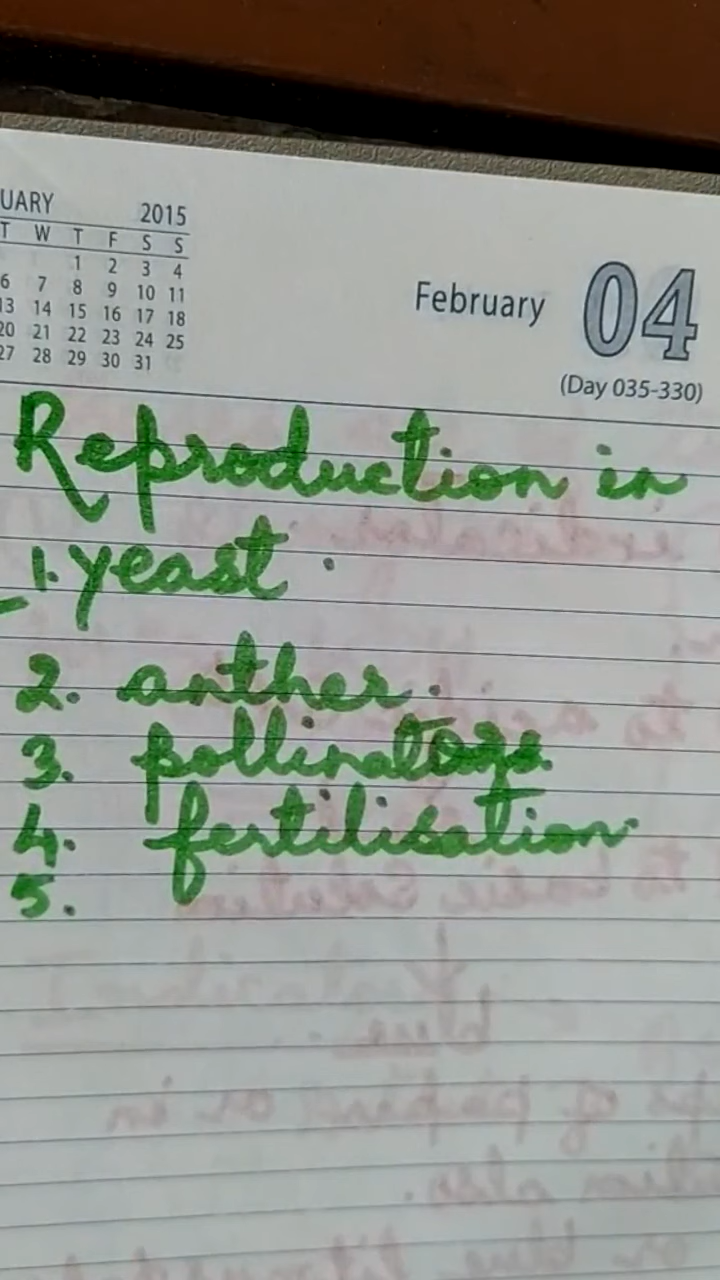 UARY 2015
T W T F S S
1 2 3 4
6 7 8 9 10 11
13 14 15 16 17 18
20 21 22 23 24 25
27 28 29 30 31
February 04
(Day 035-330)
Reproduction in
1. yeast.
2. anther.
3.
4. fertilisation.
5.